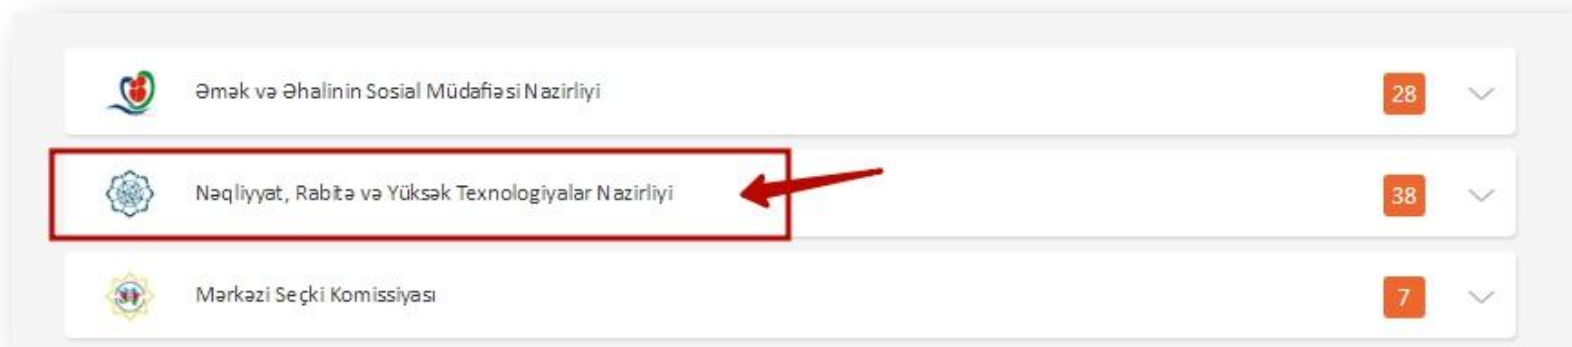 Əmək və Əhalinin Sosial Müdafiəsi Nazirliyi 28
Nəqliyyat, Rabitə və Yüksək Texnologiyalar Nazirliyi 38
Mərkəzi Seçki Komissiyası 7